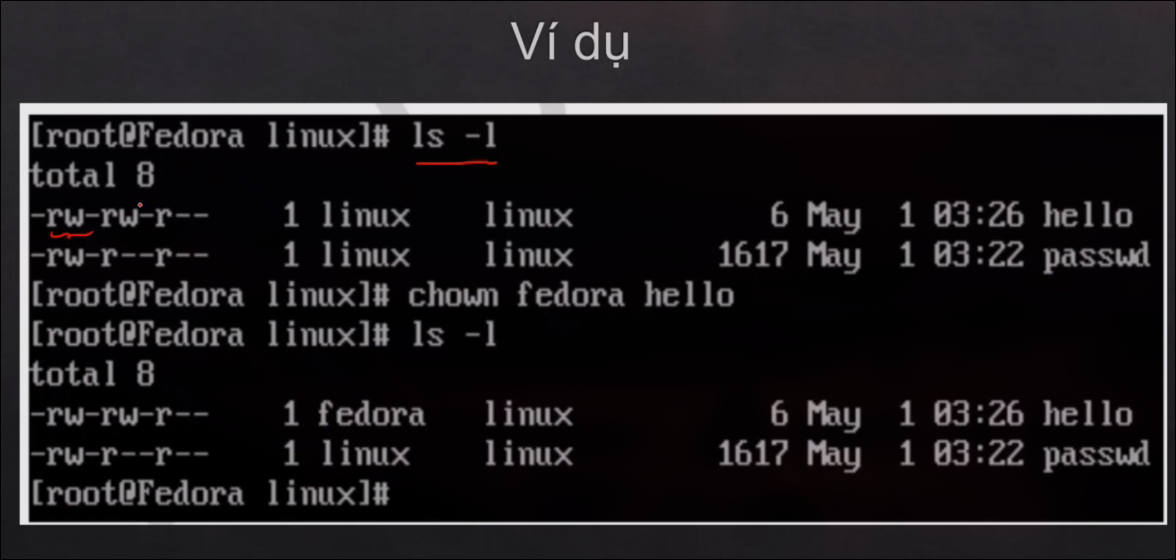 Ví dụ
[root@Fedora linux]# ls -l
total 8
-rw-rw-r-- 1 linux linux 6 May 1 03:26 hello
-rw-r--r-- 1 linux linux 1617 May 1 03:22 passwd
[root@Fedora linux]# chown fedora hello
[root@Fedora linux]# ls -l
total 8
-rw-rw-r-- 1 fedora linux 6 May 1 03:26 hello
-rw-r--r-- 1 linux linux 1617 May 1 03:22 passwd
[root@Fedora linux]#